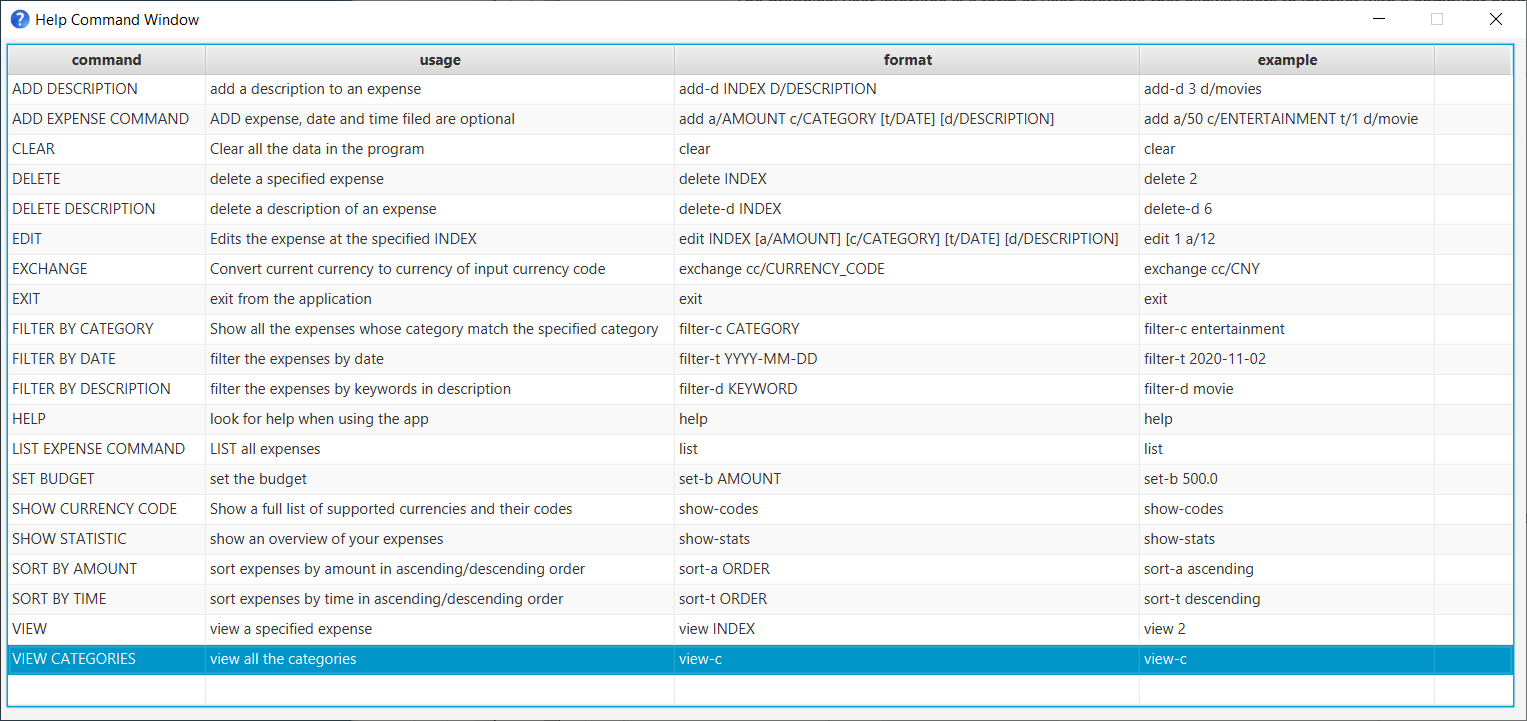 Help Command Window
command usage format example
ADD DESCRIPTION add a description to an expense add-d INDEX D/DESCRIPTION add-d 3 d/movies
ADD EXPENSE COMMAND ADD expense, date and time filed are optional add a/AMOUNT c/CATEGORY [t/DATE] [d/DESCRIPTION] add a/50 c/ENTERTAINMENT t/1 d/movie
CLEAR Clear all the data in the program clear clear
DELETE delete a specified expense delete INDEX delete 2
DELETE DESCRIPTION delete a description of an expense delete-d INDEX delete-d 6
EDIT Edits the expense at the specified INDEX edit INDEX [a/AMOUNT] [c/CATEGORY] [t/DATE] [d/DESCRIPTION] edit 1 a/12
EXCHANGE Convert current currency to currency of input currency code exchange cc/CURRENCY_CODE exchange cc/CNY
EXIT exit from the application exit exit
FILTER BY CATEGORY Show all the expenses whose category match the specified category filter-c CATEGORY filter-c entertainment
FILTER BY DATE filter the expenses by date filter-t YYYY-MM-DD filter-t 2020-11-02
FILTER BY DESCRIPTION filter the expenses by keywords in description filter-d KEYWORD filter-d movie
HELP look for help when using the app help help
LIST EXPENSE COMMAND LIST all expenses list list
SET BUDGET set the budget set-b AMOUNT set-b 500.0
SHOW CURRENCY CODE Show a full list of supported currencies and their codes show-codes show-codes
SHOW STATISTIC show an overview of your expenses show-stats show-stats
SORT BY AMOUNT sort expenses by amount in ascending/descending order sort-a ORDER sort-a ascending
SORT BY TIME sort expenses by time in ascending/descending order sort-t ORDER sort-t descending
VIEW view a specified expense view INDEX view 2
VIEW CATEGORIES view all the categories view-c view-c